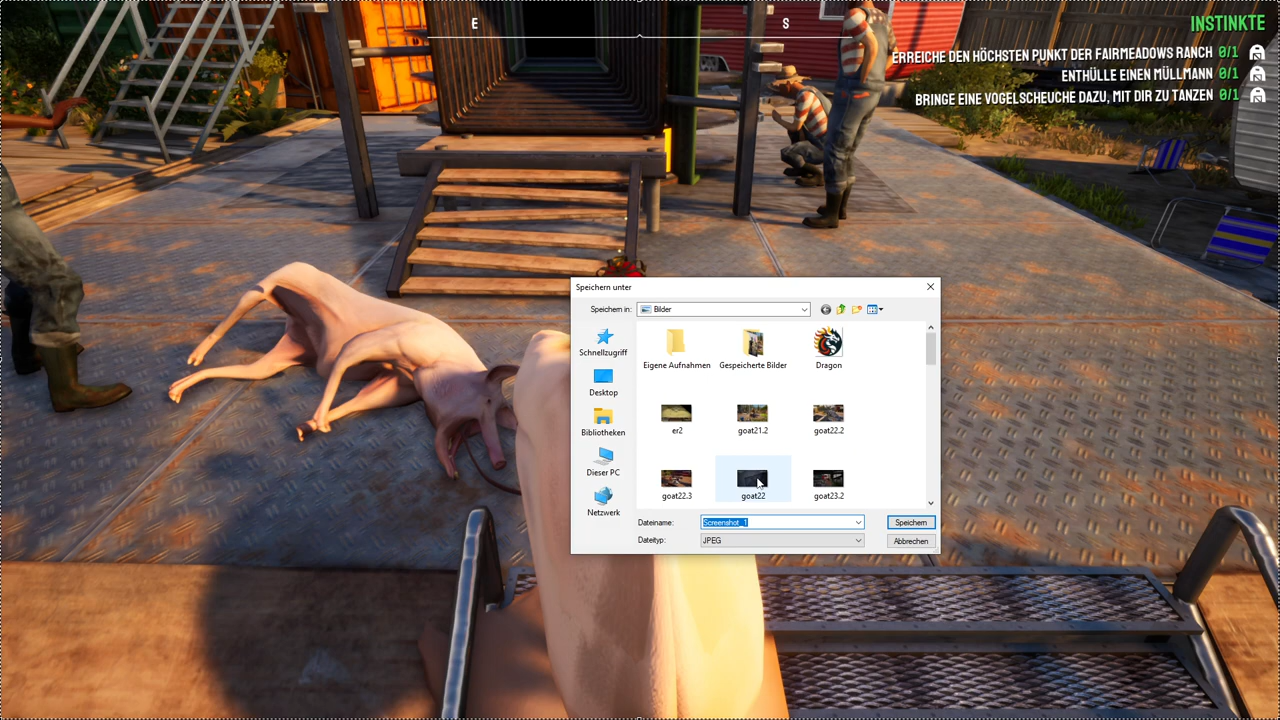 E
S
INSTINKTE
ERREICHE DEN HÖCHSTEN PUNKT DER FAIRMEADOWS RANCH 0/1
ENTHÜLLE EINEN MÜLLMANN 0/1
BRINGE EINE VOGELSCHEUCHE DAZU, MIT DIR ZU TANZEN 0/1
Speichern unter
Speichern in: Bilder
Schnellzugriff
Desktop
Bibliotheken
Dieser PC
Netzwerk
Eigene Aufnahmen Gespeicherte Bilder Dragon
er2 goat21.2 goat22.2
goat22.3 goat22 goat23.2
Dateiname: Screenshot_1 Speichern
Dateityp: JPEG Abbrechen